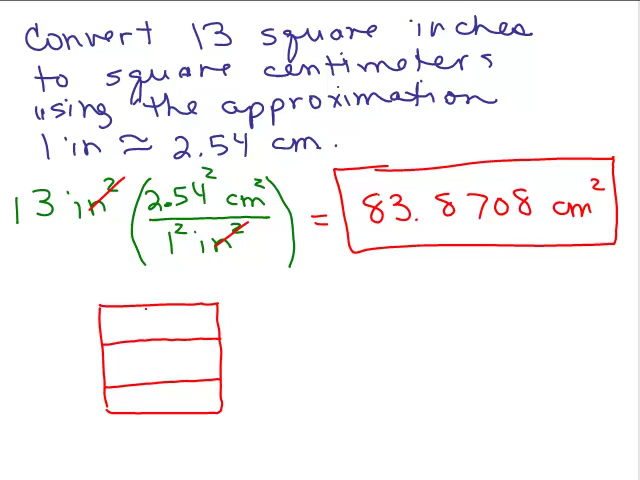 Convert 13 square inches
to square centimeters
using the approximation
1 in ≅ 2.54 cm.
13 in² (2.54² cm² / 1² in²) = 83.8708 cm²